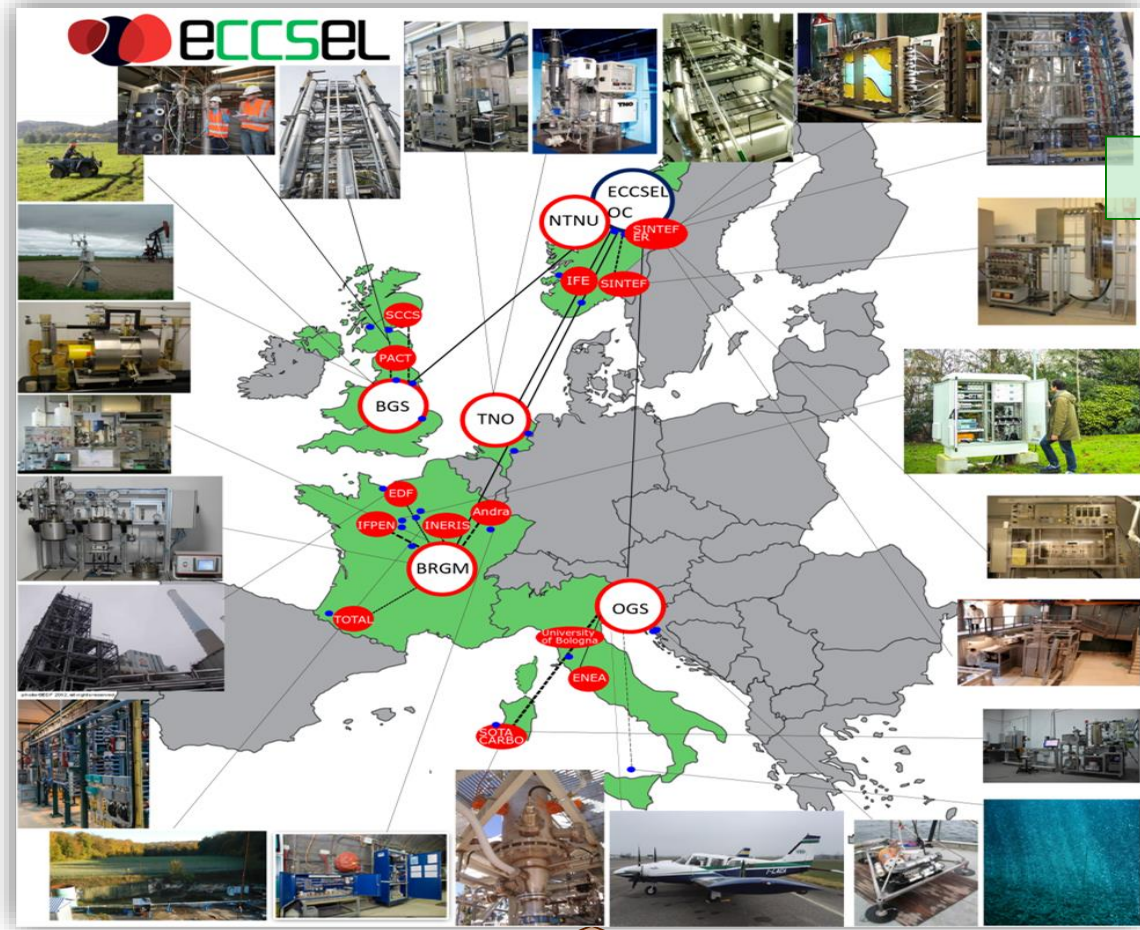 eCCSeL
TNO
ECCSEL
OC
NTNU
SINTEF
ER
IFE
SINTEF
SCCS
PACT
BGS
TNO
EDF
Andra
IFPEN
INERIS
BRGM
TOTAL
OGS
University
of Bologna
ENEA
SOTA
CARBO